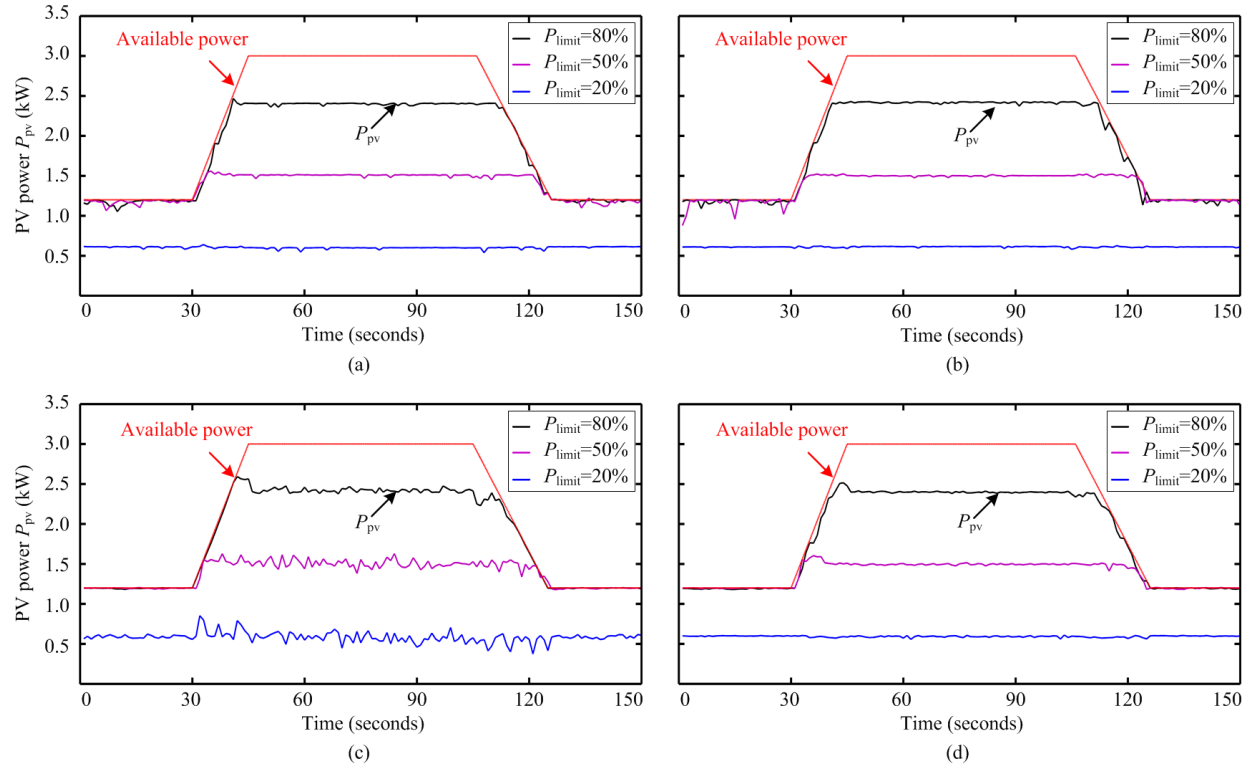 3.5
3.0
2.5
2.0
1.5
1.0
0.5
PV power Ppv (kW)
Available power
Plimit=80%
Plimit=50%
Plimit=20%
Ppv
0 30 60 90 120 150
Time (seconds)
(a)
Available power
Plimit=80%
Plimit=50%
Plimit=20%
Ppv
0 30 60 90 120 150
Time (seconds)
(b)
3.5
3.0
2.5
2.0
1.5
1.0
0.5
PV power Ppv (kW)
Available power
Plimit=80%
Plimit=50%
Plimit=20%
Ppv
0 30 60 90 120 150
Time (seconds)
(c)
Available power
Plimit=80%
Plimit=50%
Plimit=20%
Ppv
0 30 60 90 120 150
Time (seconds)
(d)